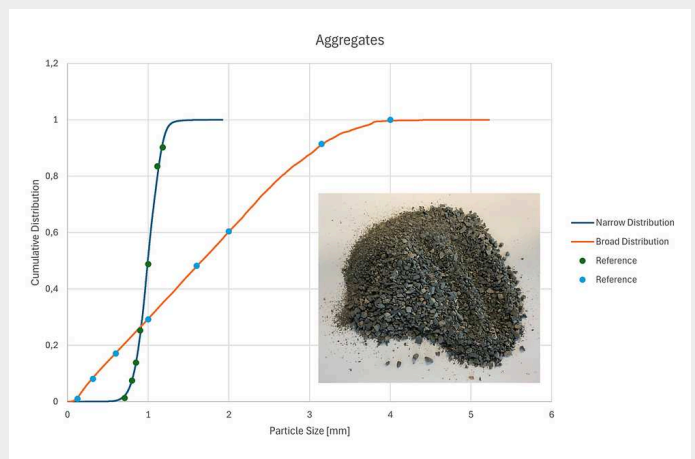 Aggregates
1,2
1
0,8
0,6
0,4
0,2
0
0 1 2 3 4 5 6
Cumulative Distribution
Particle Size [mm]
Narrow Distribution
Broad Distribution
Reference
Reference